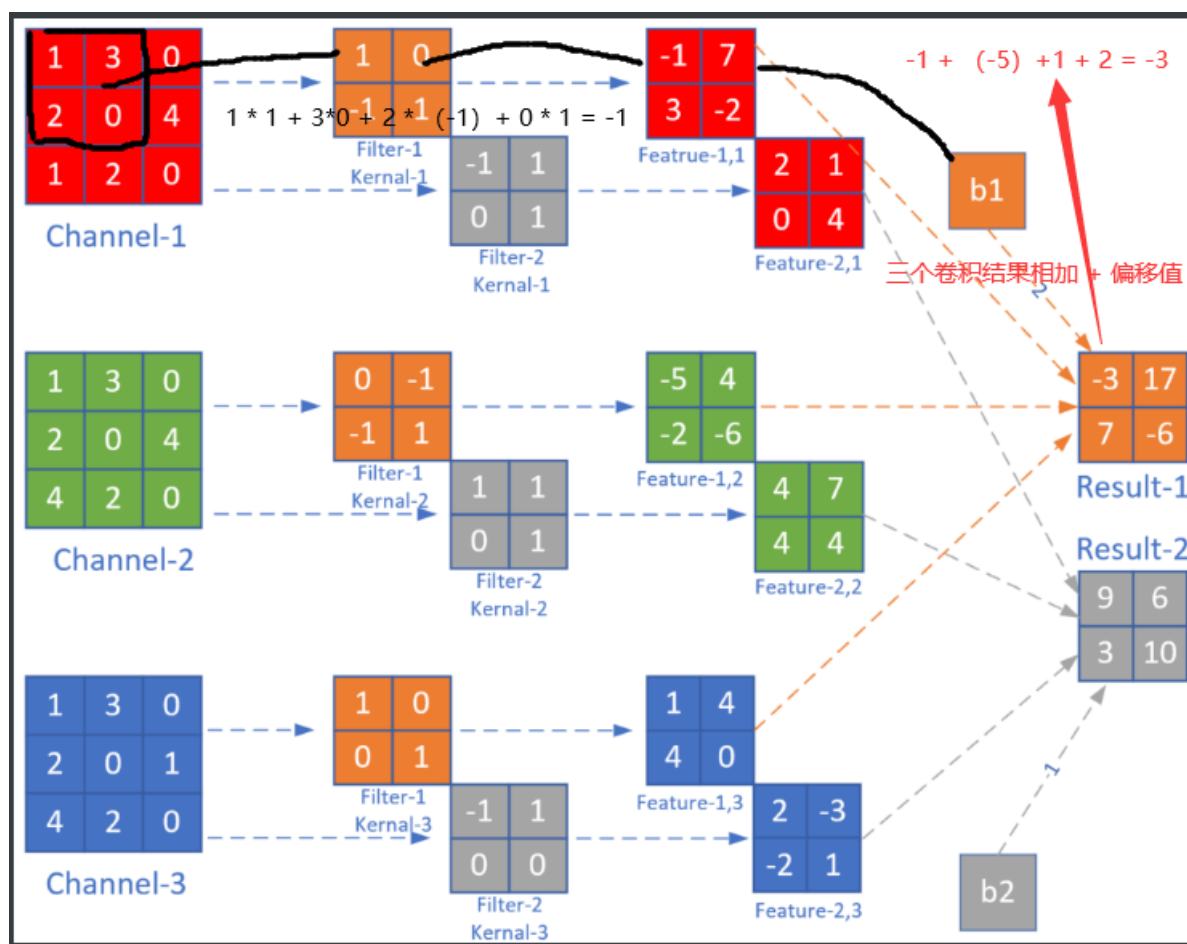 1 3 0
2 0 4
1 2 0
Channel-1
1 0
-1 1
Filter-1
Kernal-1
1 * 1 + 3*0 + 2 * (-1) + 0 * 1 = -1
-1 1
0 1
Filter-2
Kernal-1
-1 7
3 -2
Featrue-1,1
2 1
0 4
Feature-2,1
b1
-1 + (-5) +1 + 2 = -3
三个卷积结果相加 + 偏移值
2
1 3 0
2 0 4
4 2 0
Channel-2
0 -1
-1 1
Filter-1
Kernal-2
1 1
0 1
Filter-2
Kernal-2
-5 4
-2 -6
Feature-1,2
4 7
4 4
Feature-2,2
-3 17
7 -6
Result-1
Result-2
9 6
3 10
1 3 0
2 0 1
4 2 0
Channel-3
1 0
0 1
Filter-1
Kernal-3
-1 1
0 0
Filter-2
Kernal-3
1 4
4 0
Feature-1,3
2 -3
-2 1
Feature-2,3
1
b2